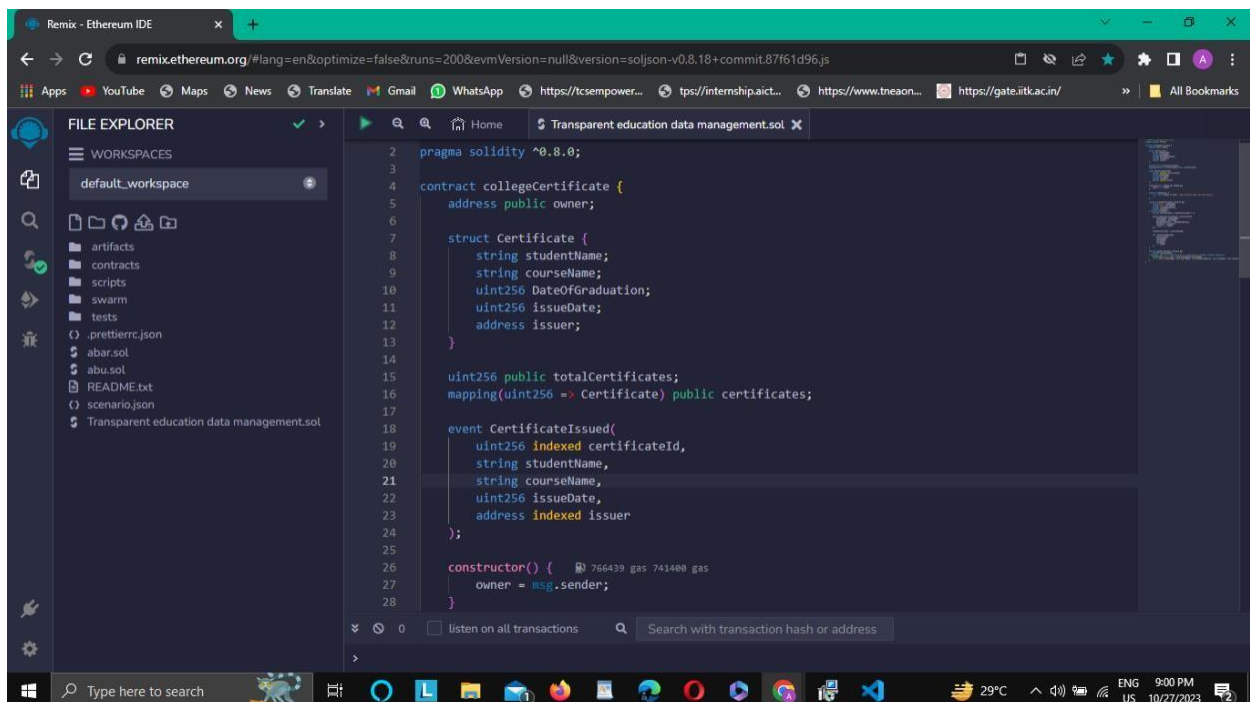 Remix - Ethereum IDE
remix.ethereum.org/#lang=en&optimize=false&runs=200&evmVersion=null&version=soljson-v0.8.18+commit.87f61d96.js
A
Apps YouTube Maps News Translate Gmail WhatsApp https://tcsempower... tps://internship.aict... https://www.tneaon... https://gate.iitk.ac.in/ » All Bookmarks
FILE EXPLORER
WORKSPACES
default_workspace
artifacts
contracts
scripts
swarm
tests
.prettierrc.json
abar.sol
abu.sol
README.txt
scenario.json
Transparent education data management.sol
Home Transparent education data management.sol
2 pragma solidity ^0.8.0;
3
4 contract collegeCertificate {
5 address public owner;
6
7 struct Certificate {
8 string studentName;
9 string courseName;
10 uint256 DateOfGraduation;
11 uint256 issueDate;
12 address issuer;
13 }
14
15 uint256 public totalCertificates;
16 mapping(uint256 => Certificate) public certificates;
17
18 event CertificateIssued(
19 uint256 indexed certificateId,
20 string studentName,
21 string courseName,
22 uint256 issueDate,
23 address indexed issuer
24 );
25
26 constructor() { 766439 gas 741400 gas
27 owner = msg.sender;
28 }
0 listen on all transactions Search with transaction hash or address
>
Type here to search
29°C ENG 9:00 PM
US 10/27/2023